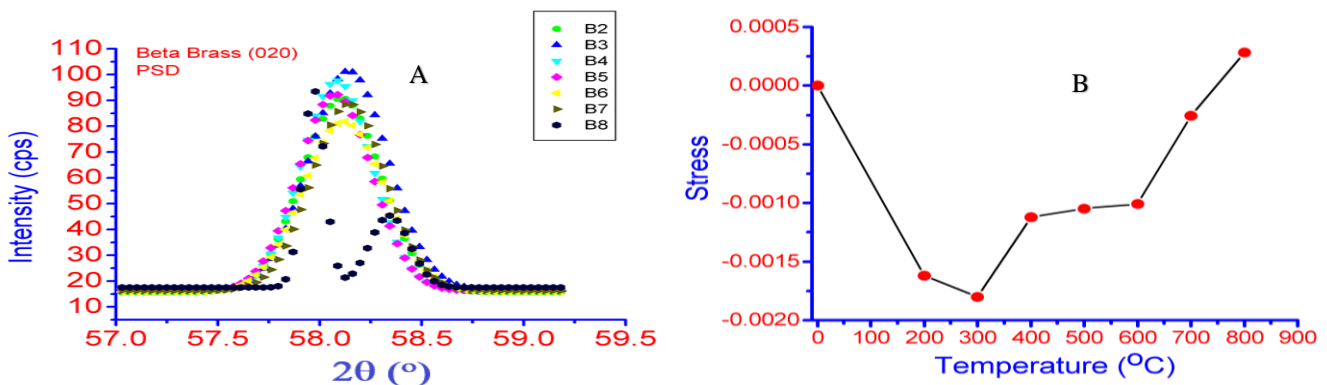 Beta Brass (020)
PSD
A
B2
B3
B4
B5
B6
B7
B8
Intensity (cps)
110
100
90
80
70
60
50
40
30
20
10
57.0 57.5 58.0 58.5 59.0 59.5
2θ (°)
B
Stress
0.0005
0.0000
-0.0005
-0.0010
-0.0015
-0.0020
0 100 200 300 400 500 600 700 800 900
Temperature (⁰C)